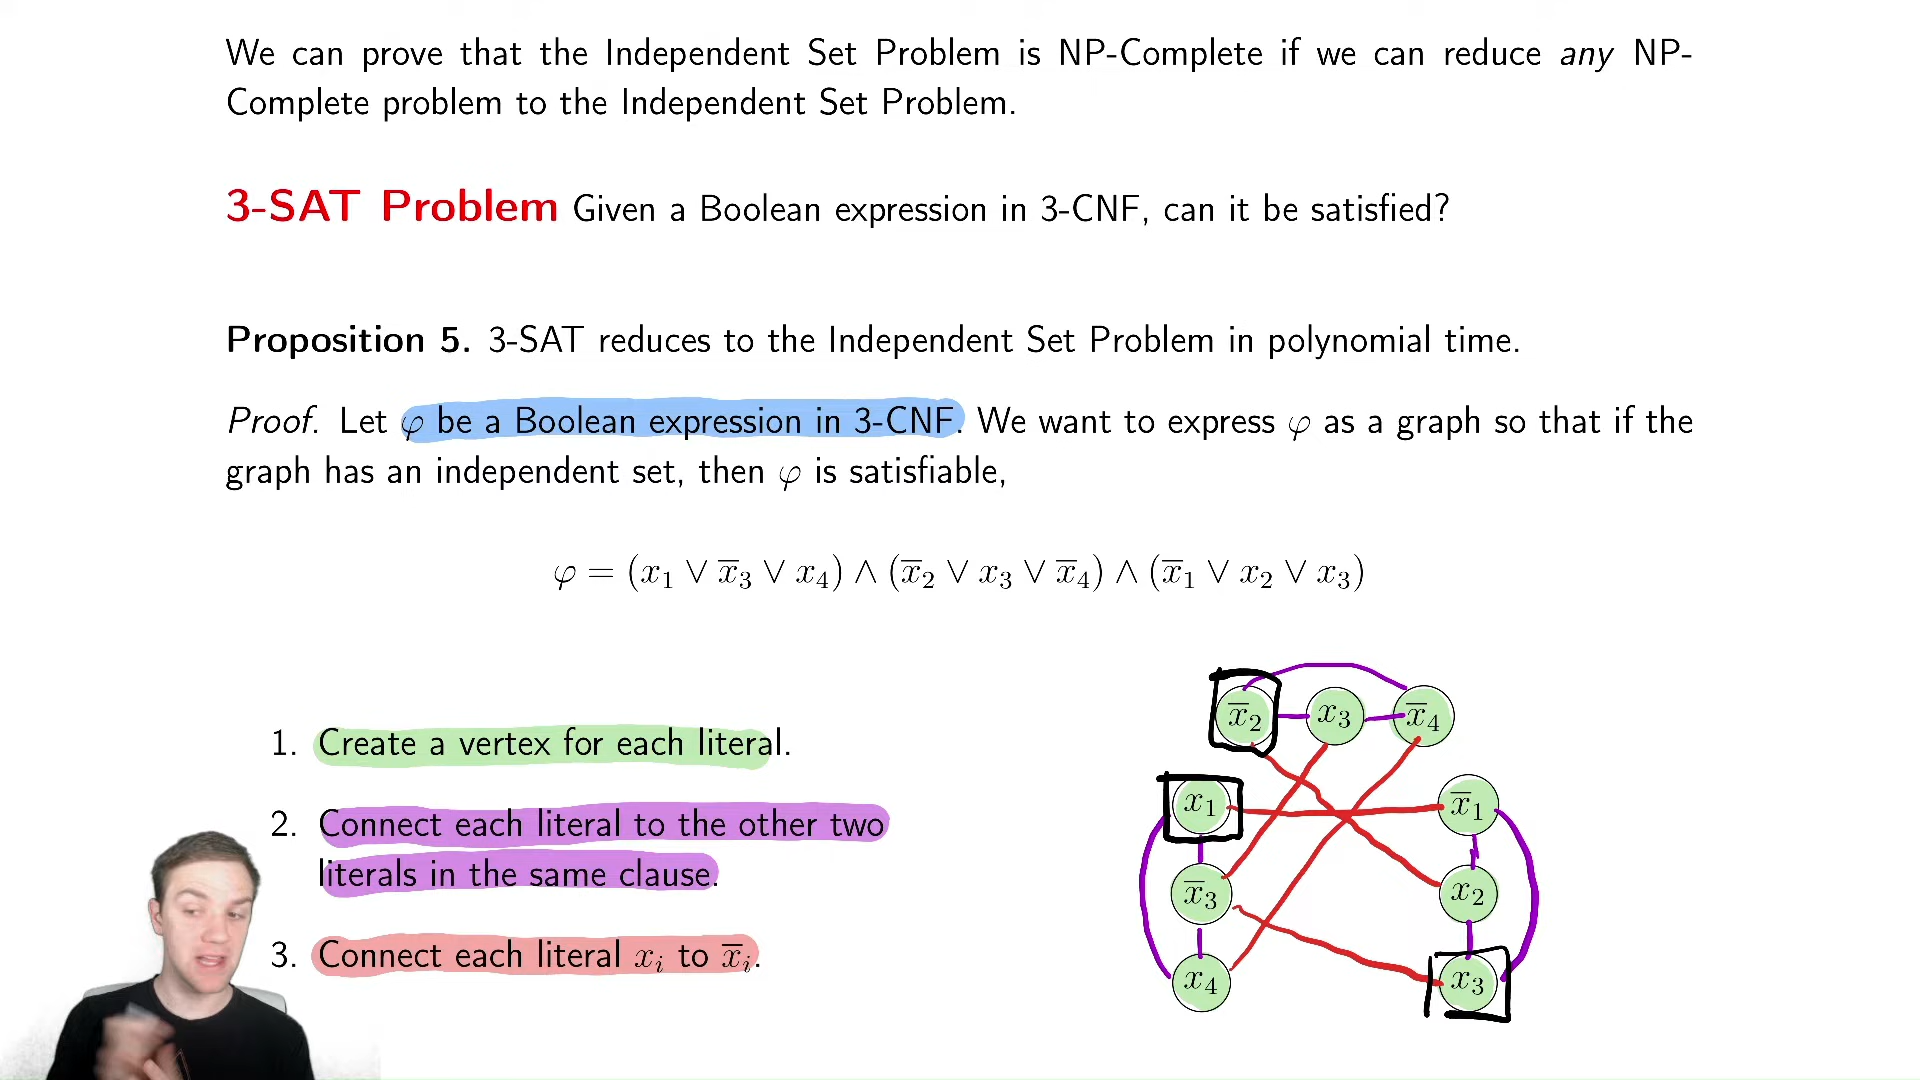 We can prove that the Independent Set Problem is NP-Complete if we can reduce any NP-
Complete problem to the Independent Set Problem.
3-SAT Problem Given a Boolean expression in 3-CNF, can it be satisfied?
Proposition 5. 3-SAT reduces to the Independent Set Problem in polynomial time.
Proof. Let φ be a Boolean expression in 3-CNF. We want to express φ as a graph so that if the
graph has an independent set, then φ is satisfiable,
φ = (x₁ ∨ x̅₃ ∨ x₄) ∧ (x̅₂ ∨ x₃ ∨ x̅₄) ∧ (x̅₁ ∨ x₂ ∨ x₃)
1. Create a vertex for each literal.
2. Connect each literal to the other two
literals in the same clause.
3. Connect each literal xᵢ to x̅ᵢ.
x̅₂ x₃ x̅₄
x₁ x̅₁
x̅₃ x₂
x₄ x₃